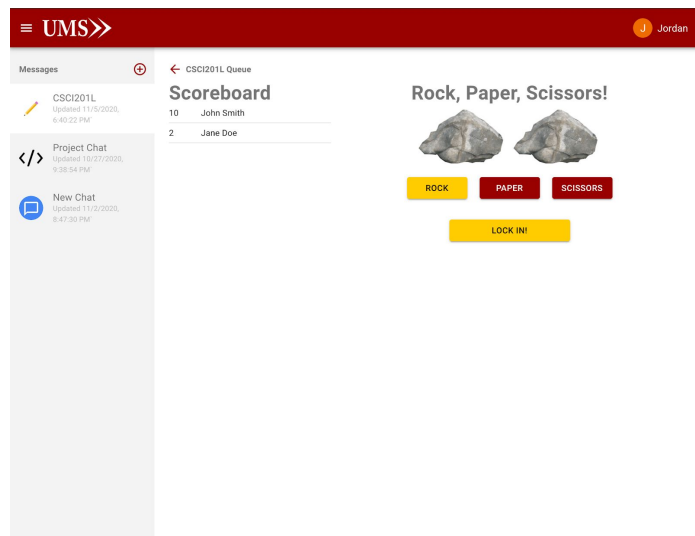 UMS
J Jordan
Messages
CSCI201L
Updated 11/5/2020,
6:40:22 PM'
Project Chat
Updated 10/27/2020,
9:38:54 PM'
New Chat
Updated 11/2/2020,
8:47:30 PM'
CSCI201L Queue
Scoreboard
10 John Smith
2 Jane Doe
Rock, Paper, Scissors!
ROCK PAPER SCISSORS
LOCK IN!